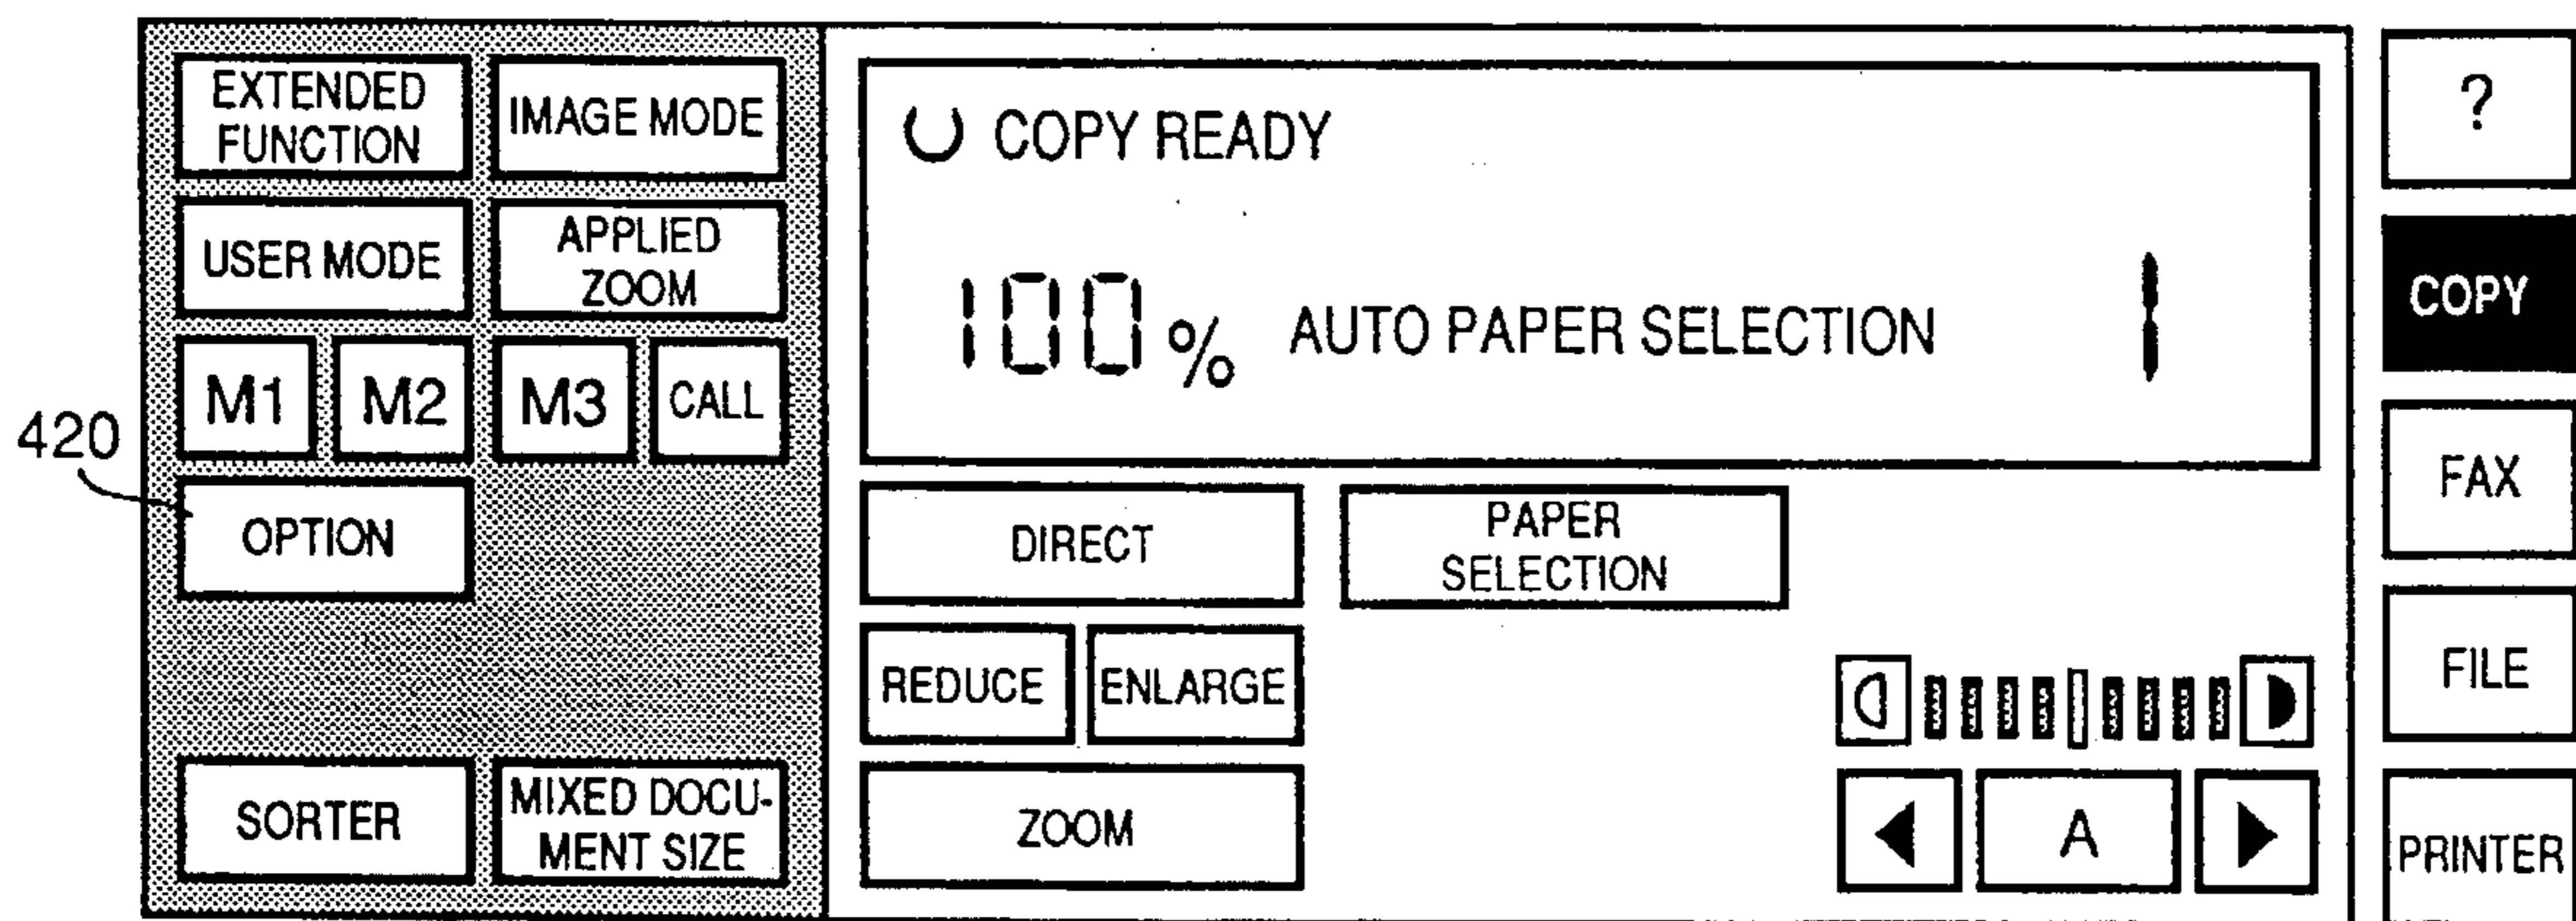 EXTENDED
FUNCTION
IMAGE MODE
USER MODE
APPLIED
ZOOM
M1
M2
M3
CALL
420
OPTION
SORTER
MIXED DOCU-
MENT SIZE
COPY READY
100 % AUTO PAPER SELECTION 1
DIRECT
PAPER
SELECTION
REDUCE
ENLARGE
ZOOM
A
?
COPY
FAX
FILE
PRINTER